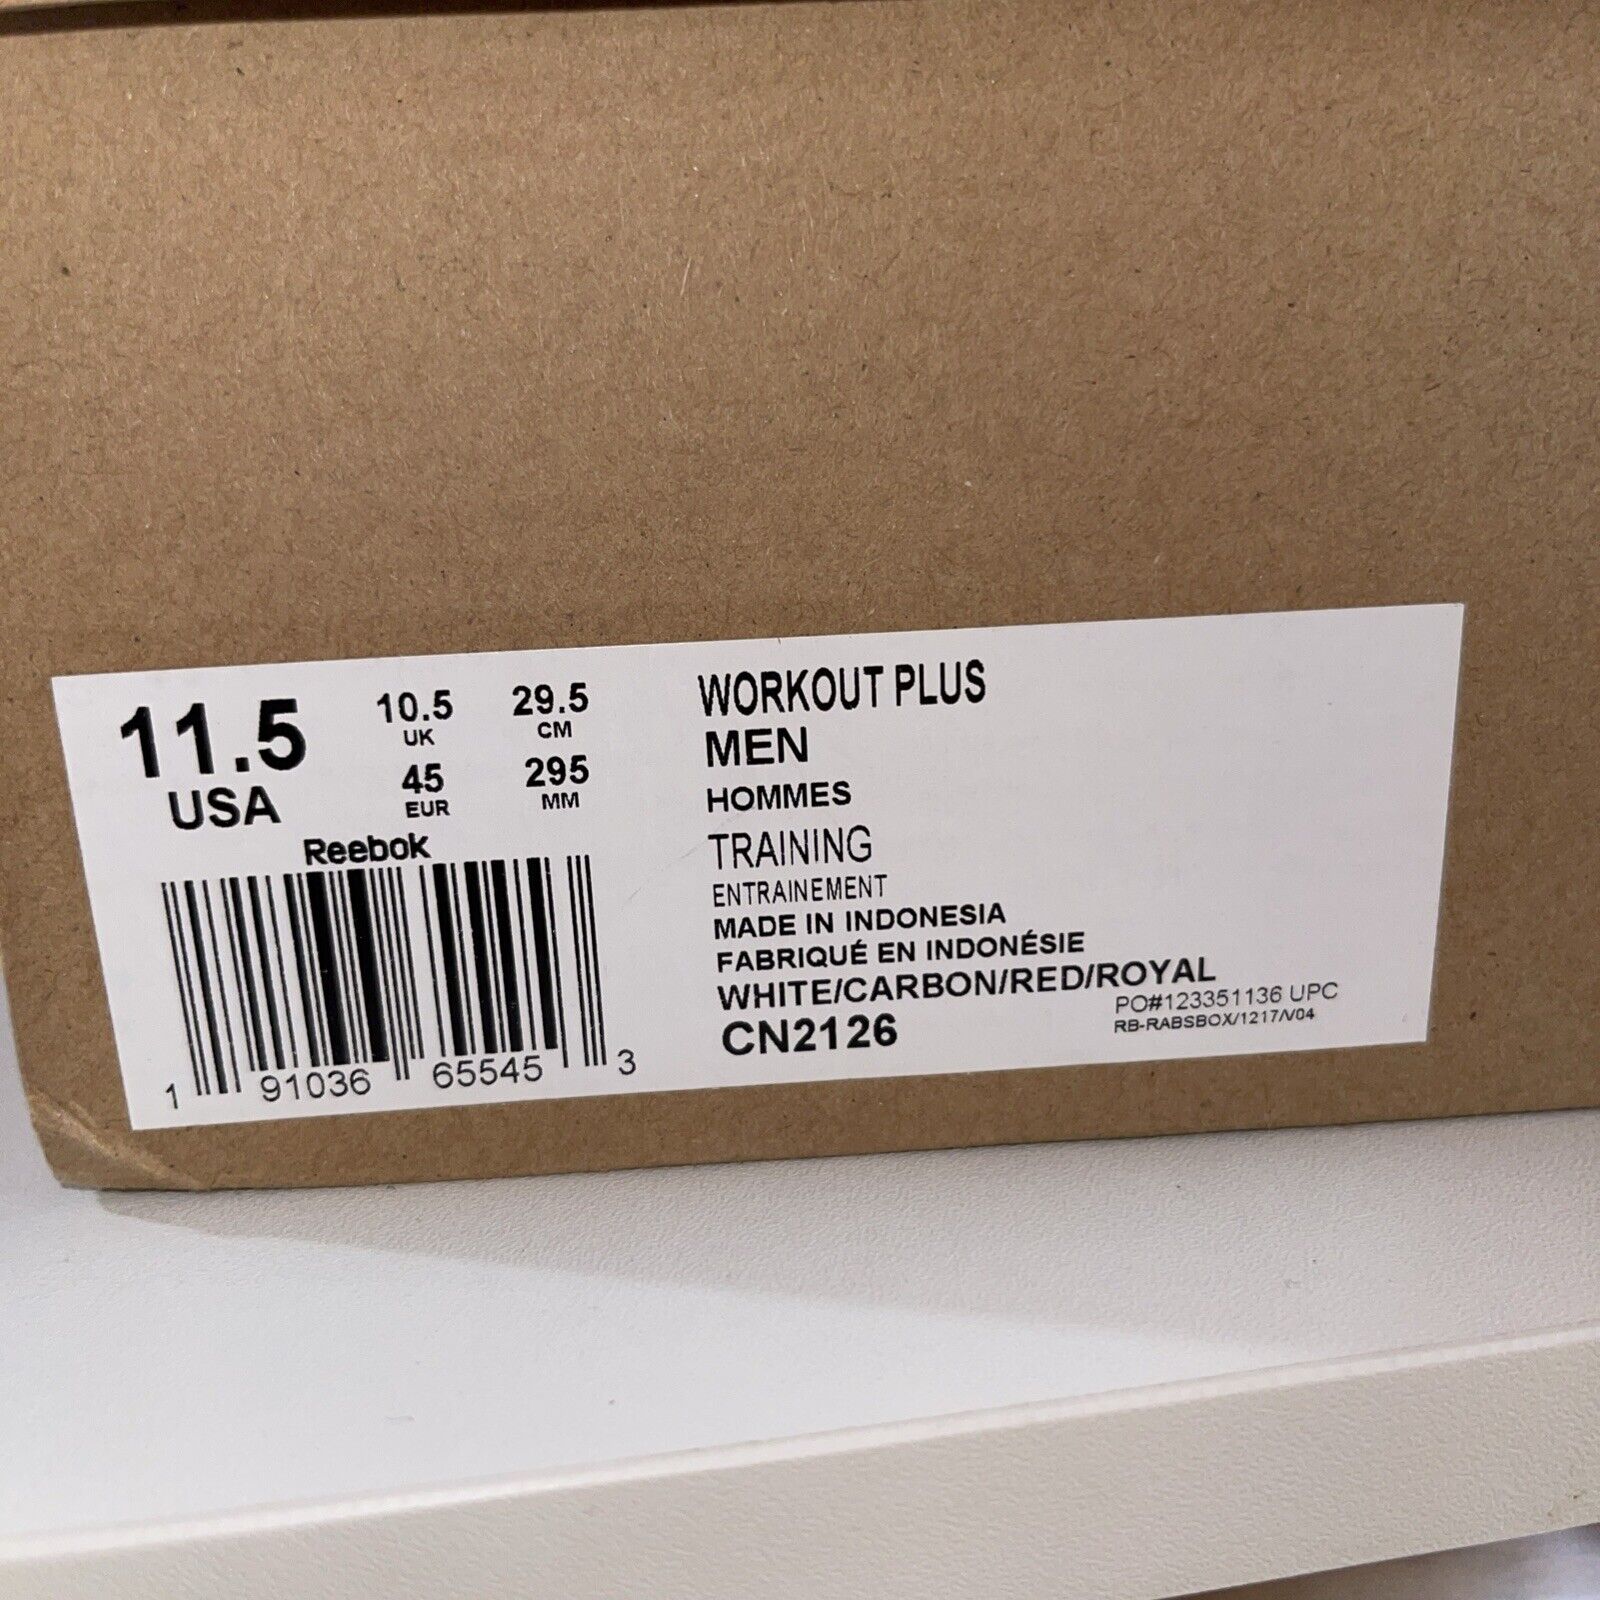 11.5
USA
10.5
UK
29.5
CM
45
EUR
295
MM
Reebok
1 91036 65545 3
WORKOUT PLUS
MEN
HOMMES
TRAINING
ENTRAINEMENT
MADE IN INDONESIA
FABRIQUÉ EN INDONÉSIE
WHITE/CARBON/RED/ROYAL
CN2126
PO#123351136 UPC
RB-RABSBOX/1217/V04